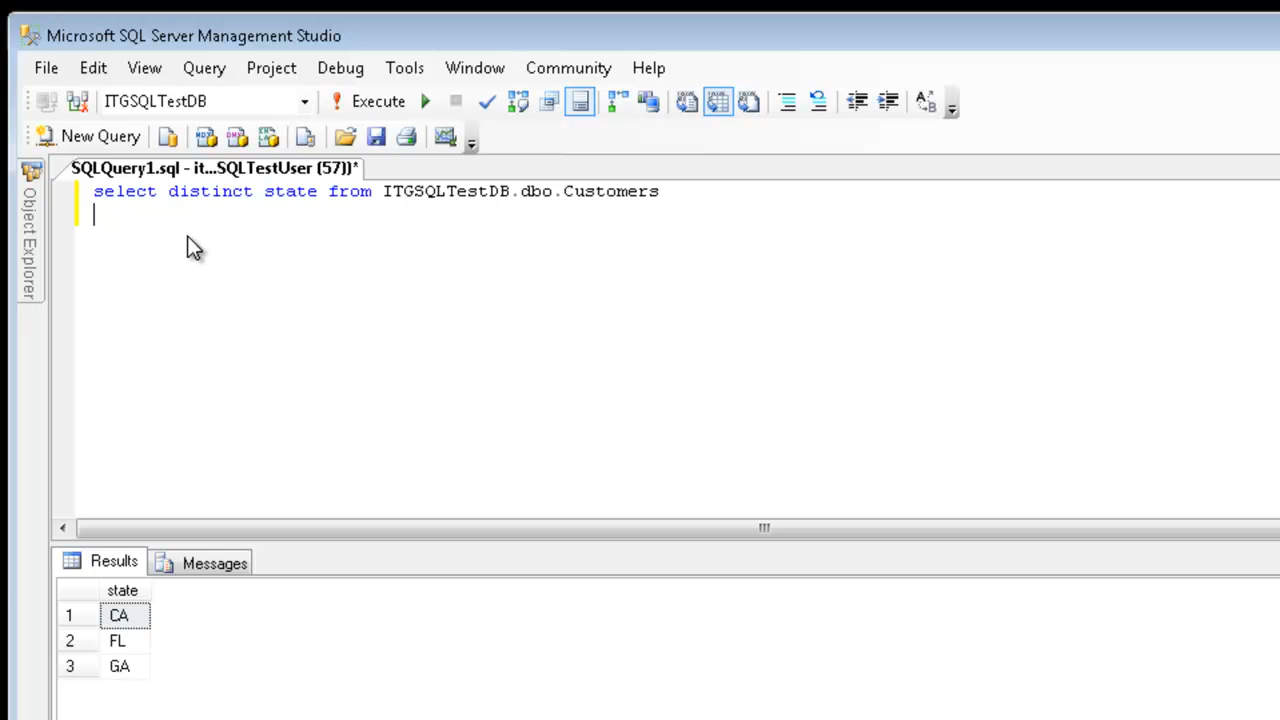 Microsoft SQL Server Management Studio
File Edit View Query Project Debug Tools Window Community Help
ITGSQLTestDB Execute
New Query
SQLQuery1.sql - it...SQLTestUser (57))*
Object Explorer
select distinct state from ITGSQLTestDB.dbo.Customers
Results Messages
state
1 CA
2 FL
3 GA